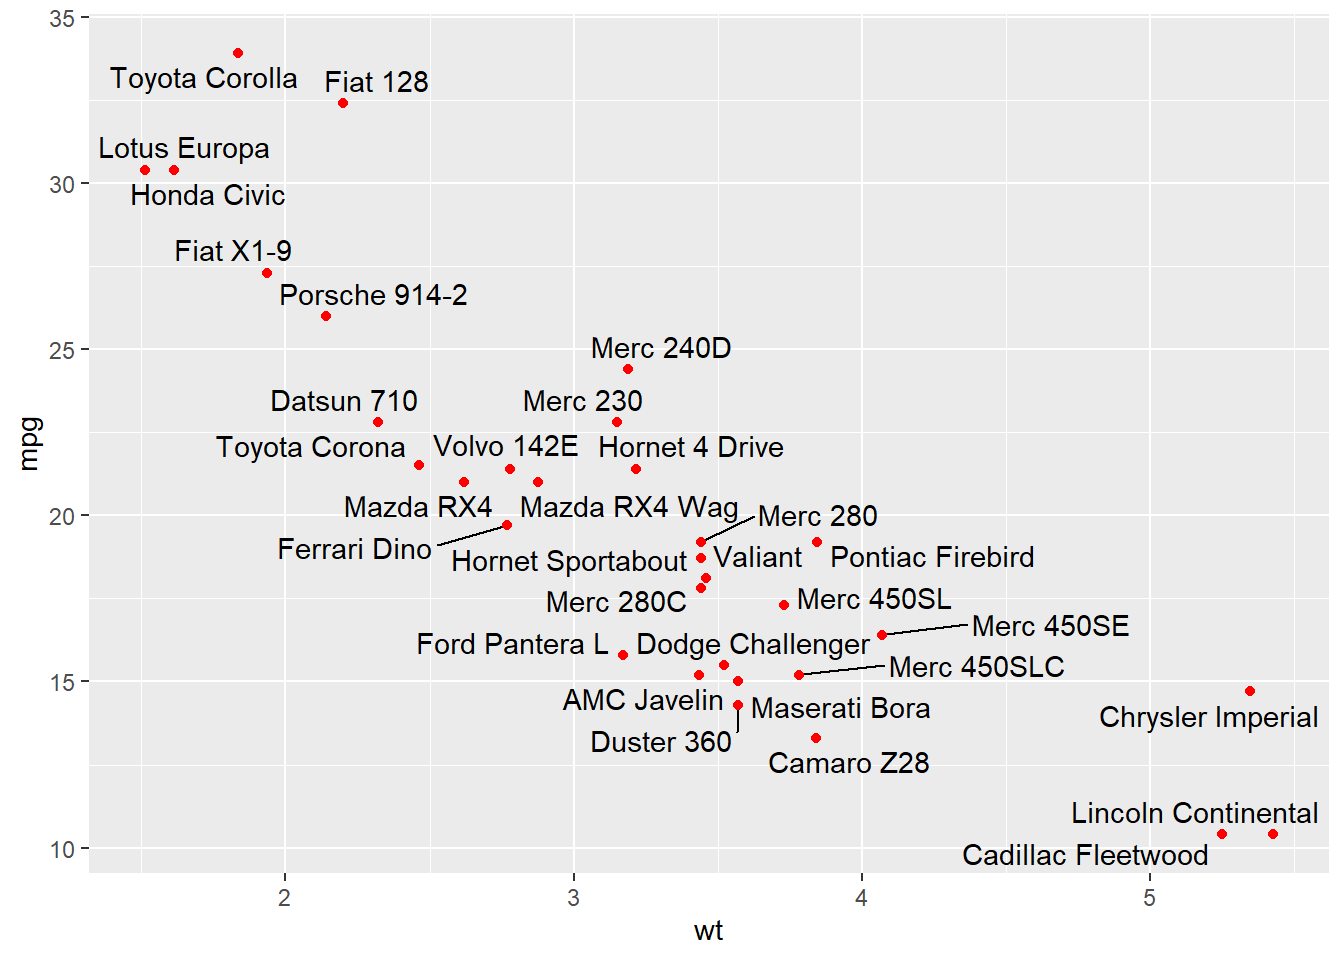 35
Toyota Corolla
Fiat 128
Lotus Europa
30
Honda Civic
Fiat X1-9
Porsche 914-2
25
Merc 240D
Datsun 710
Merc 230
mpg
Toyota Corona
Volvo 142E
Hornet 4 Drive
Mazda RX4
Mazda RX4 Wag
20
Merc 280
Ferrari Dino
Hornet Sportabout
Valiant
Pontiac Firebird
Merc 280C
Merc 450SL
Merc 450SE
Ford Pantera L
Dodge Challenger
Merc 450SLC
15
AMC Javelin
Maserati Bora
Chrysler Imperial
Duster 360
Camaro Z28
Lincoln Continental
10
Cadillac Fleetwood
2
3
4
5
wt